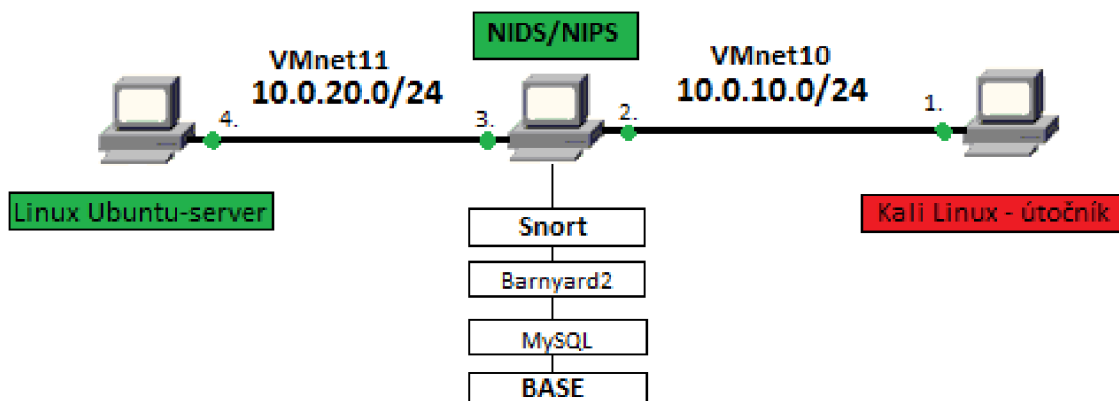 NIDS/NIPS
VMnet11
10.0.20.0/24
VMnet10
10.0.10.0/24
4.
3.
2.
1.
Linux Ubuntu-server
Kali Linux - útočník
Snort
Barnyard2
MySQL
BASE